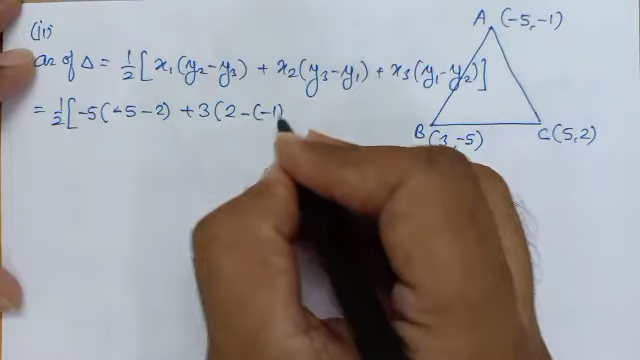 (ii)
A (-5,-1)
ar of Δ = 1/2 [ x₁(y₂-y₃) + x₂(y₃-y₁) + x₃(y₁-y₂) ]
= 1/2 [ -5(-5-2) + 3(2-(-1)
B (3,-5)
C (5,2)